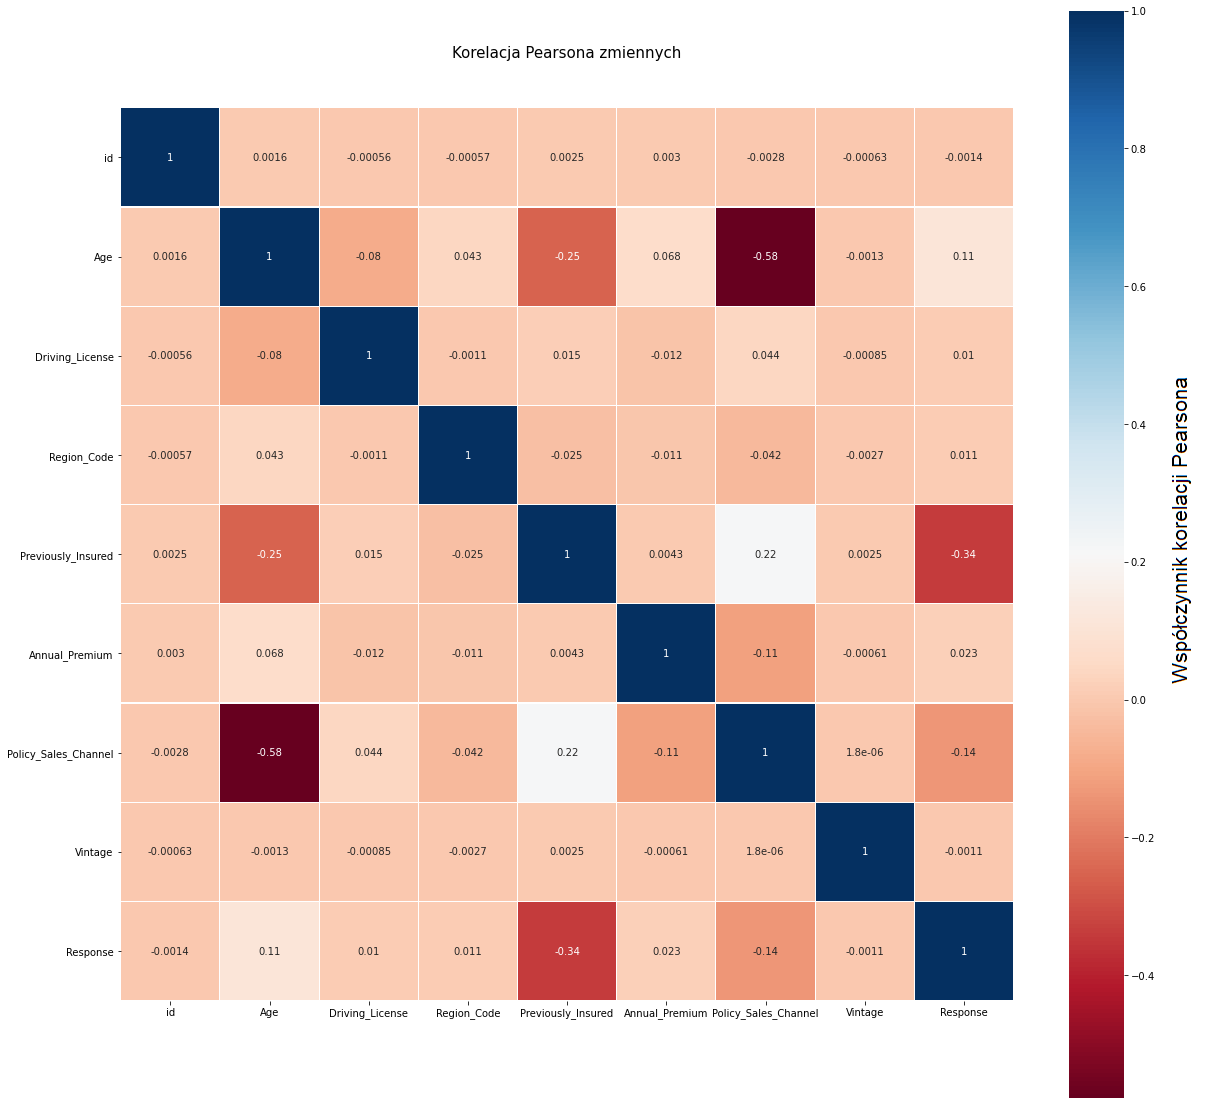 Korelacja Pearsona zmiennych
id 1 0.0016 -0.00056 -0.00057 0.0025 0.003 -0.0028 -0.00063 -0.0014
Age 0.0016 1 -0.08 0.043 -0.25 0.068 -0.58 -0.0013 0.11
Driving_License -0.00056 -0.08 1 -0.0011 0.015 -0.012 0.044 -0.00085 0.01
Region_Code -0.00057 0.043 -0.0011 1 -0.025 -0.011 -0.042 -0.0027 0.011
Previously_Insured 0.0025 -0.25 0.015 -0.025 1 0.0043 0.22 0.0025 -0.34
Annual_Premium 0.003 0.068 -0.012 -0.011 0.0043 1 -0.11 -0.00061 0.023
Policy_Sales_Channel -0.0028 -0.58 0.044 -0.042 0.22 -0.11 1 1.8e-06 -0.14
Vintage -0.00063 -0.0013 -0.00085 -0.0027 0.0025 -0.00061 1.8e-06 1 -0.0011
Response -0.0014 0.11 0.01 0.011 -0.34 0.023 -0.14 -0.0011 1
id Age Driving_License Region_Code Previously_Insured Annual_Premium Policy_Sales_Channel Vintage Response
1.0
0.8
0.6
0.4
0.2
0.0
−0.2
−0.4
Współczynnik korelacji Pearsona